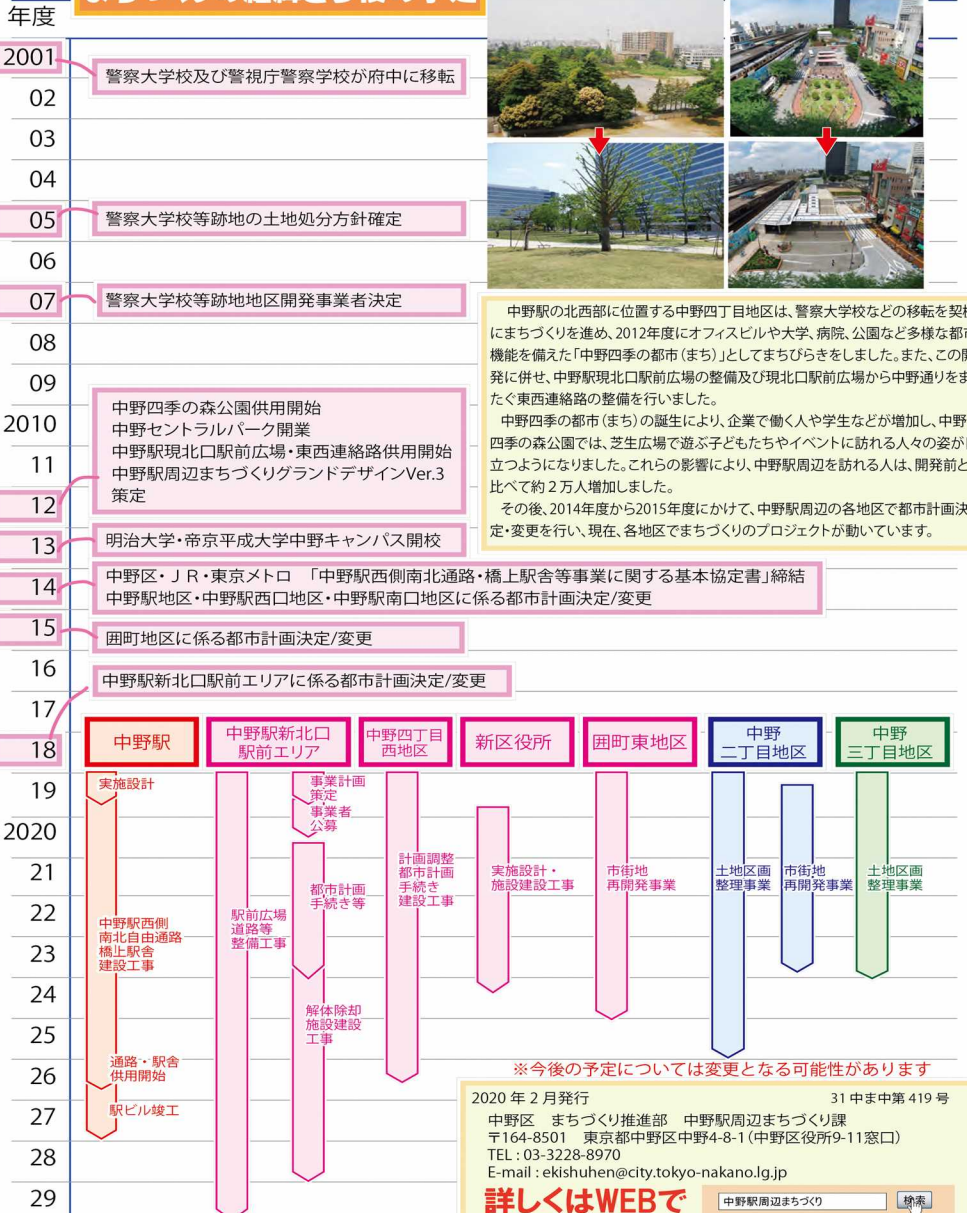 年度
2001
警察大学校及び警視庁警察学校が府中に移転
02
03
04
05
警察大学校等跡地の土地処分方針確定
06
07
警察大学校等跡地地区開発事業者決定
08
09
2010
11
12
中野四季の森公園供用開始
中野セントラルパーク開業
中野駅現北口駅前広場・東西連絡路供用開始
中野駅周辺まちづくりグランドデザインVer.3
策定
13
明治大学・帝京平成大学中野キャンパス開校
14
中野区・JR・東京メトロ 「中野駅西側南北通路・橋上駅舎等事業に関する基本協定書」締結
中野駅地区・中野駅西口地区・中野駅南口地区に係る都市計画決定/変更
15
囲町地区に係る都市計画決定/変更
16
中野駅新北口駅前エリアに係る都市計画決定/変更
17
18
中野駅の北西部に位置する中野四丁目地区は、警察大学校などの移転を契
にまちづくりを進め、2012年度にオフィスビルや大学、病院、公園など多様な都
機能を備えた「中野四季の都市(まち)」としてまちびらきをしました。また、この
発に併せ、中野駅現北口駅前広場の整備及び現北口駅前広場から中野通りをま
たぐ東西連絡路の整備を行いました。
中野四季の都市(まち)の誕生により、企業で働く人や学生などが増加し、中野
四季の森公園では、芝生広場で遊ぶ子どもたちやイベントに訪れる人々の姿が
立つようになりました。これらの影響により、中野駅周辺を訪れる人は、開発前と
比べて約2万人増加しました。
その後、2014年度から2015年度にかけて、中野駅周辺の各地区で都市計画決
定・変更を行い、現在、各地区でまちづくりのプロジェクトが動いています。
中野駅
中野駅新北口
駅前エリア
中野四丁目
西地区
新区役所
囲町東地区
中野
二丁目地区
中野
三丁目地区
19
2020
21
22
23
24
25
26
27
28
29
実施設計
中野駅西側
南北自由通路
橋上駅舎
建設工事
通路・駅舎
供用開始
駅ビル竣工
駅前広場
道路等
整備工事
事業計画
策定
事業者
公募
都市計画
手続き等
解体除却
施設建設
工事
計画調整
都市計画
手続き
建設工事
実施設計・
施設建設工事
市街地
再開発事業
土地区画
整理事業
市街地
再開発事業
土地区画
整理事業
※今後の予定については変更となる可能性があります
2020年2月発行
31中ま中第419号
中野区 まちづくり推進部 中野駅周辺まちづくり課
〒164-8501 東京都中野区中野4-8-1(中野区役所9-11窓口)
TEL : 03-3228-8970
E-mail : ekishuhen@city.tokyo-nakano.lg.jp
詳しくはWEBで
中野駅周辺まちづくり
検索